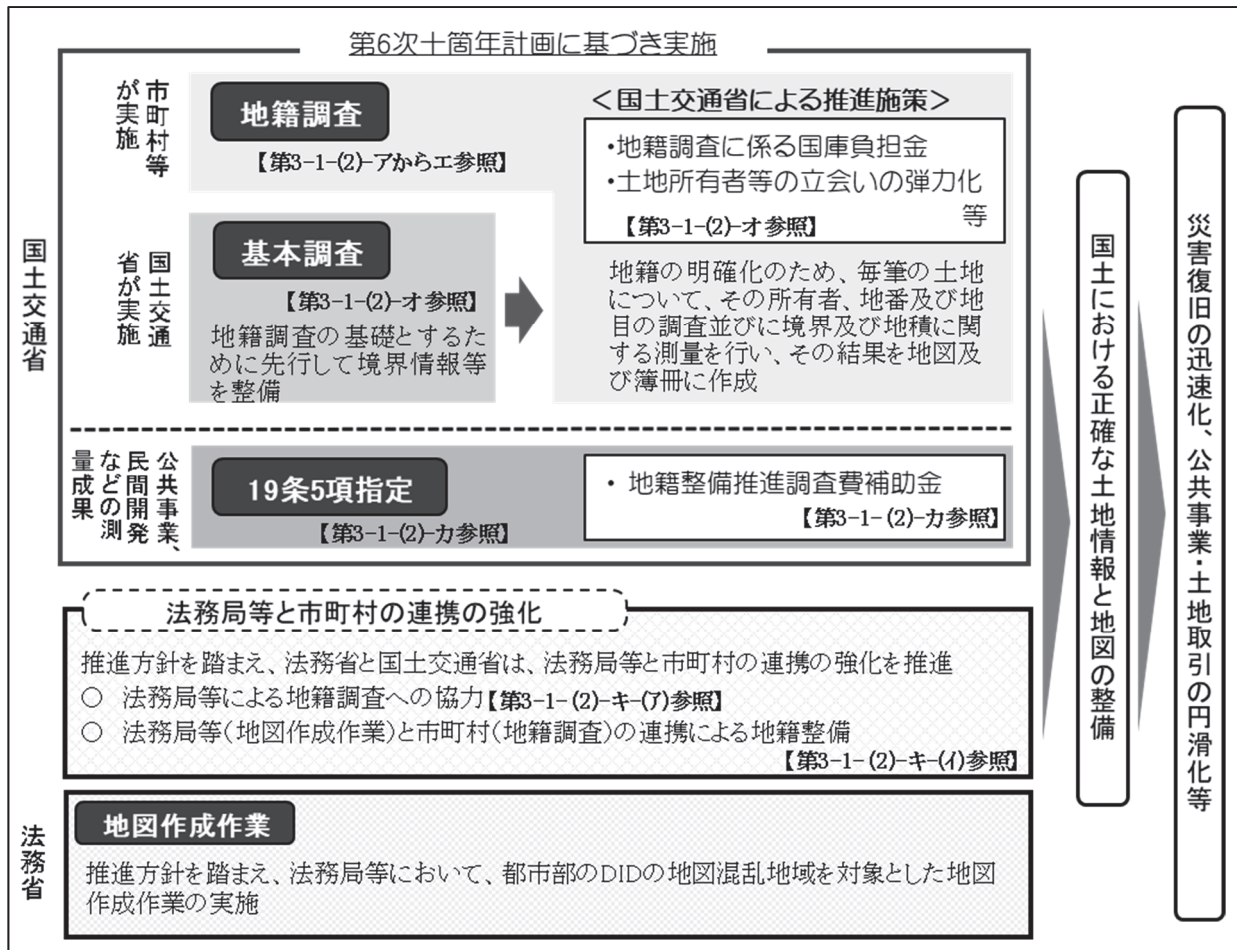 第6次十箇年計画に基づき実施
国土交通省
市町村等
が実施
地籍調査
【第3-1-(2)-アからエ参照】
＜国土交通省による推進施策＞
・地籍調査に係る国庫負担金
・土地所有者等の立会いの弾力化
等
【第3-1-(2)-オ参照】
国土交通
省が実施
基本調査
【第3-1-(2)-オ参照】
地籍調査の基礎とするた
めに先行して境界情報等
を整備
地籍の明確化のため、毎筆の土地
について、その所有者、地番及び地
目の調査並びに境界及び地積に関
する測量を行い、その結果を地図及
び簿冊に作成
公共事業、
民間開発
などの測
量成果
19条5項指定
【第3-1-(2)-カ参照】
・ 地籍整備推進調査費補助金
【第3-1-(2)-カ参照】
法務局等と市町村の連携の強化
推進方針を踏まえ、法務省と国土交通省は、法務局等と市町村の連携の強化を推進
○ 法務局等による地籍調査への協力【第3-1-(2)-キ-(ア)参照】
○ 法務局等（地図作成作業）と市町村（地籍調査）の連携による地籍整備
【第3-1-(2)-キ-(イ)参照】
法務省
地図作成作業
推進方針を踏まえ、法務局等において、都市部のDIDの地図混乱地域を対象とした地図
作成作業の実施
国土における正確な土地情報と地図の整備
災害復旧の迅速化、公共事業・土地取引の円滑化等